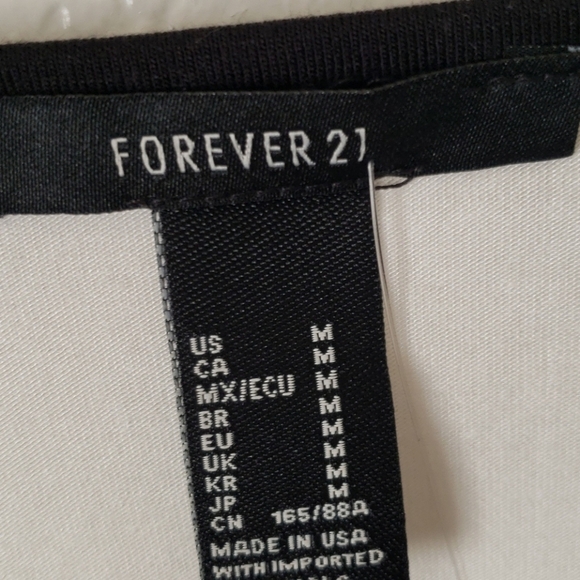 FOREVER 21
US M
CA M
MX/ECU M
BR M
EU M
UK M
KR M
JP M
CN 165/88A
MADE IN USA
WITH IMPORTED